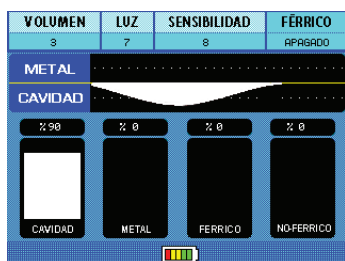 VOLUMEN LUZ SENSIBILIDAD FÉRRICO
3 7 8 APAGADO
METAL
CAVIDAD
%90 %0 %0 %0
CAVIDAD METAL FERRICO NO-FERRICO